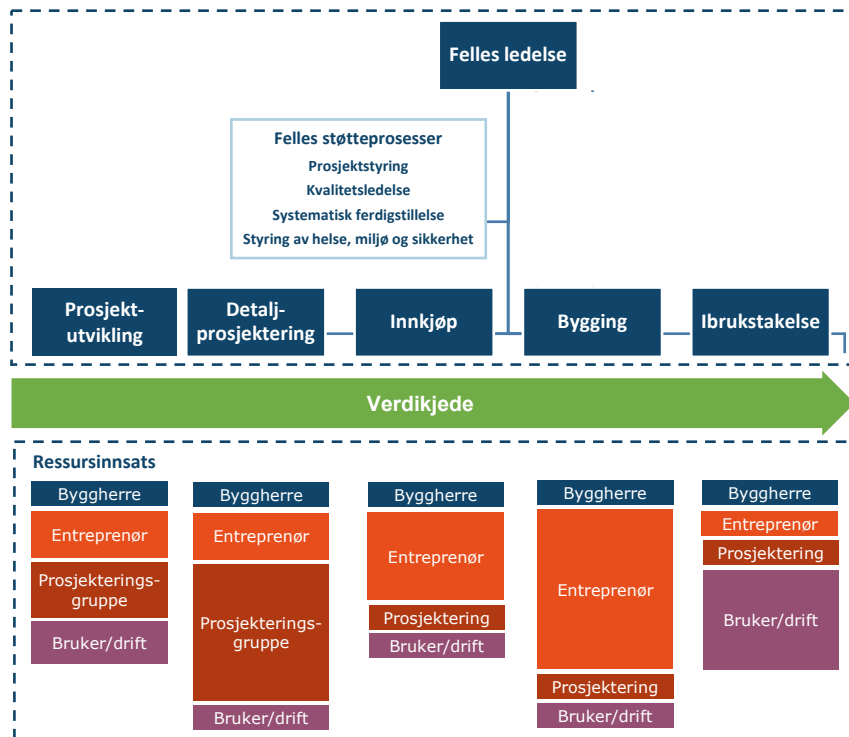 Felles ledelse
Felles støtteprosesser
Prosjektstyring
Kvalitetsledelse
Systematisk ferdigstillelse
Styring av helse, miljø og sikkerhet
Prosjekt-
utvikling
Detalj-
prosjektering
Innkjøp
Bygging
Ibrukstakelse
Verdikjede
Ressursinnsats
Byggherre
Entreprenør
Prosjekterings-
gruppe
Bruker/drift
Byggherre
Entreprenør
Prosjekterings-
gruppe
Bruker/drift
Byggherre
Entreprenør
Prosjektering
Bruker/drift
Byggherre
Entreprenør
Prosjektering
Bruker/drift
Byggherre
Entreprenør
Prosjektering
Bruker/drift